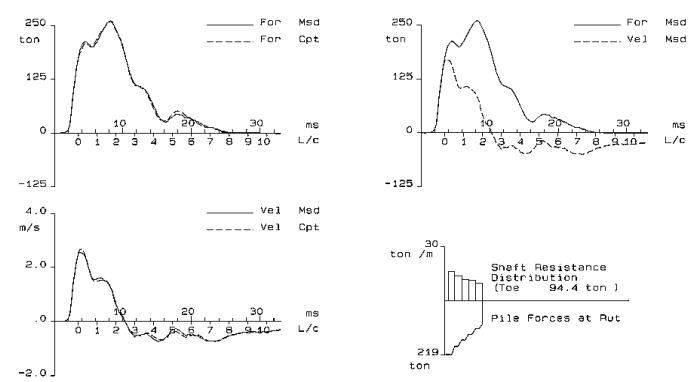 250
ton
125
0
-125
For Msd
For Cpt
10 30 ms
0 1 2 3 4 5 6 7 8 9 10 L/c
250
ton
125
0
-125
For Msd
Vel Msd
10 20 30 ms
0 1 2 3 4 5 6 7 8 9 10 L/c
4.0
m/s
2.0
.0
-2.0
Vel Msd
Vel Cpt
10 20 30 ms
0 1 2 3 4 5 6 7 8 9 10 L/c
30
ton /m
Shaft Resistance
Distribution
(Toe 94.4 ton )
Pile Forces at Rut
219
ton